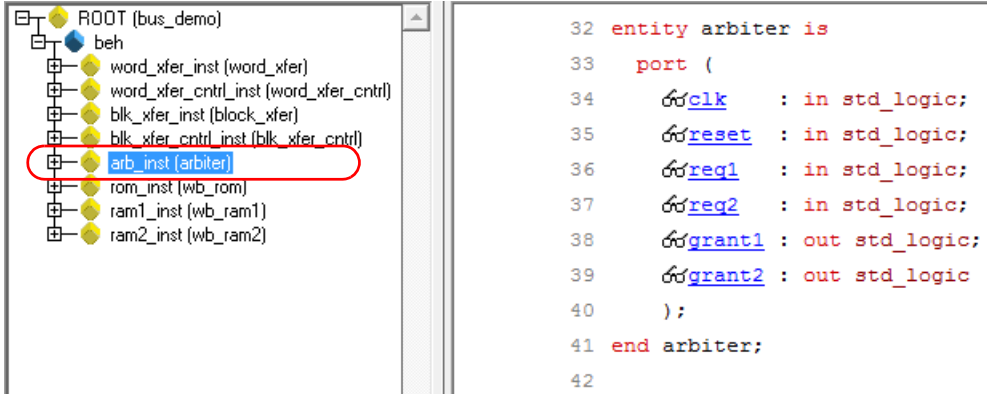 ROOT (bus_demo)
beh
word_xfer_inst (word_xfer)
word_xfer_cntrl_inst (word_xfer_cntrl)
blk_xfer_inst (block_xfer)
blk_xfer_cntrl_inst (blk_xfer_cntrl)
arb_inst (arbiter)
rom_inst (wb_rom)
ram1_inst (wb_ram1)
ram2_inst (wb_ram2)
32 entity arbiter is
33 port (
34 clk : in std_logic;
35 reset : in std_logic;
36 req1 : in std_logic;
37 req2 : in std_logic;
38 grant1 : out std_logic;
39 grant2 : out std_logic
40 );
41 end arbiter;
42